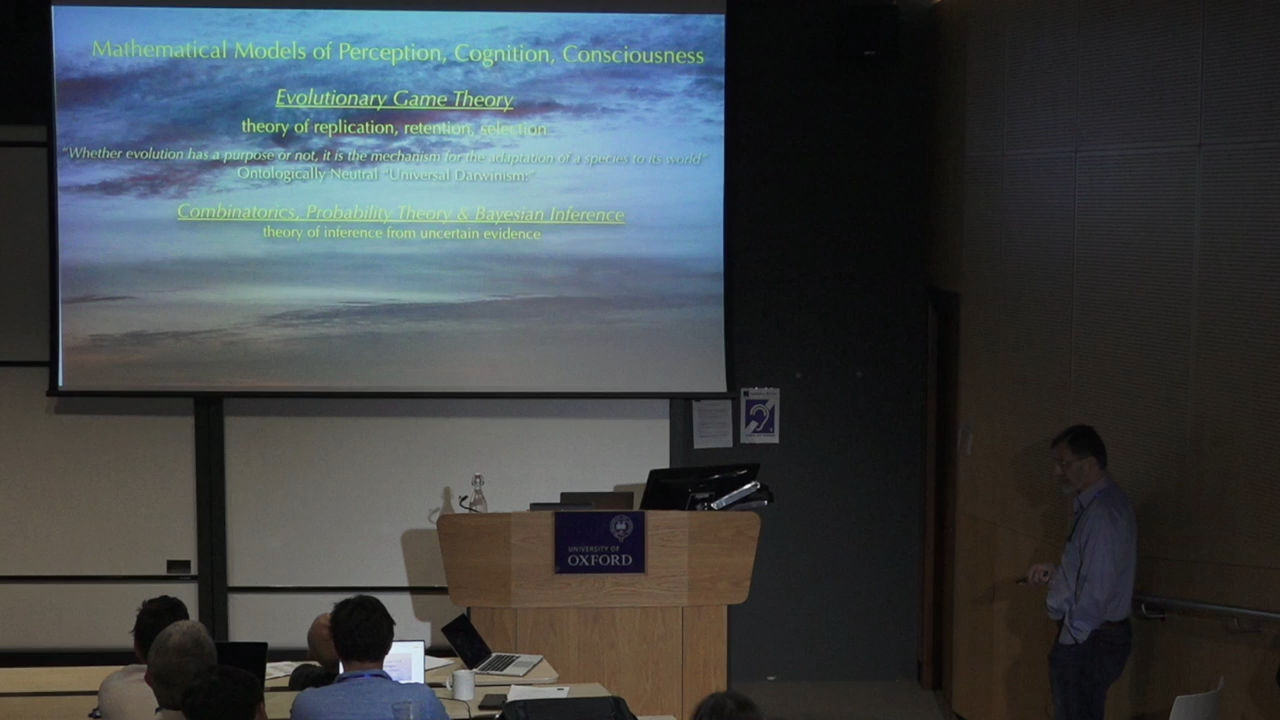 Mathematical Models of Perception, Cognition, Consciousness
Evolutionary Game Theory
theory of replication, retention, selection
"Whether evolution has a purpose or not, it is the mechanism for the adaptation of a species to its world"
Ontologically Neutral "Universal Darwinism:"
Combinatorics, Probability Theory & Bayesian Inference
theory of inference from uncertain evidence
UNIVERSITY OF
OXFORD